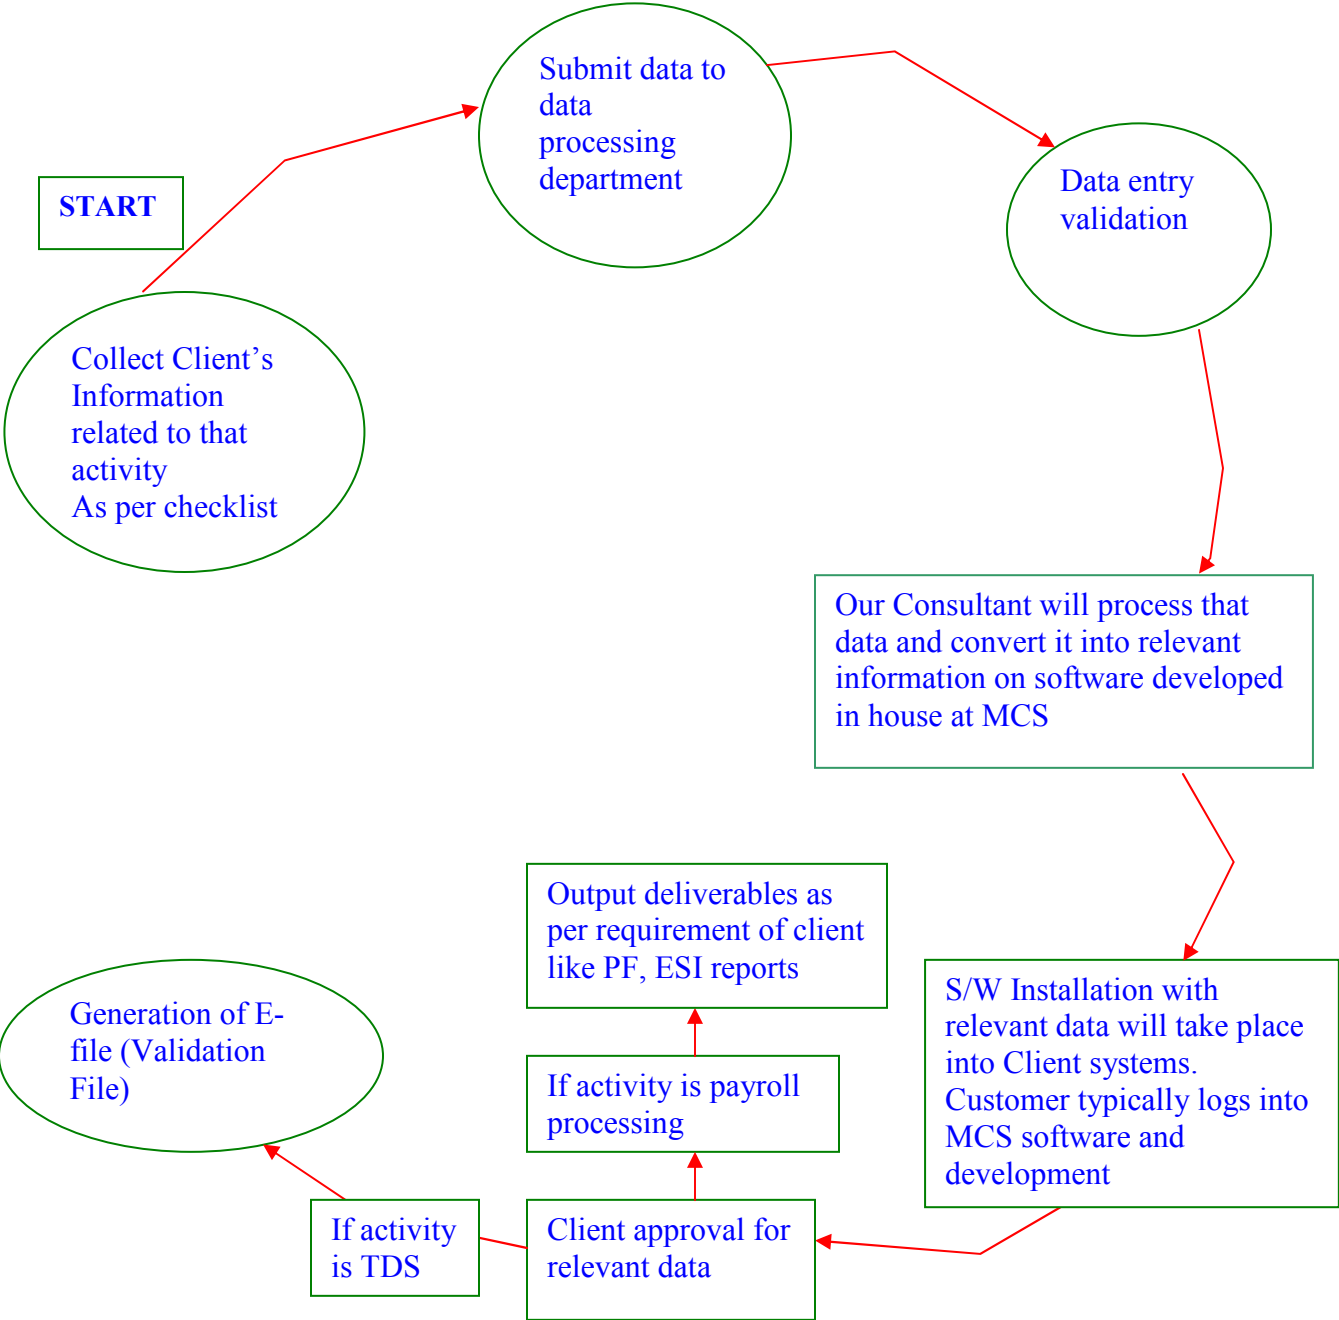 START
Collect Client’s
Information
related to that
activity
As per checklist
Submit data to
data
processing
department
Data entry
validation
Our Consultant will process that
data and convert it into relevant
information on software developed
in house at MCS
S/W Installation with
relevant data will take place
into Client systems.
Customer typically logs into
MCS software and
development
Client approval for
relevant data
If activity is payroll
processing
Output deliverables as
per requirement of client
like PF, ESI reports
If activity
is TDS
Generation of E-
file (Validation
File)